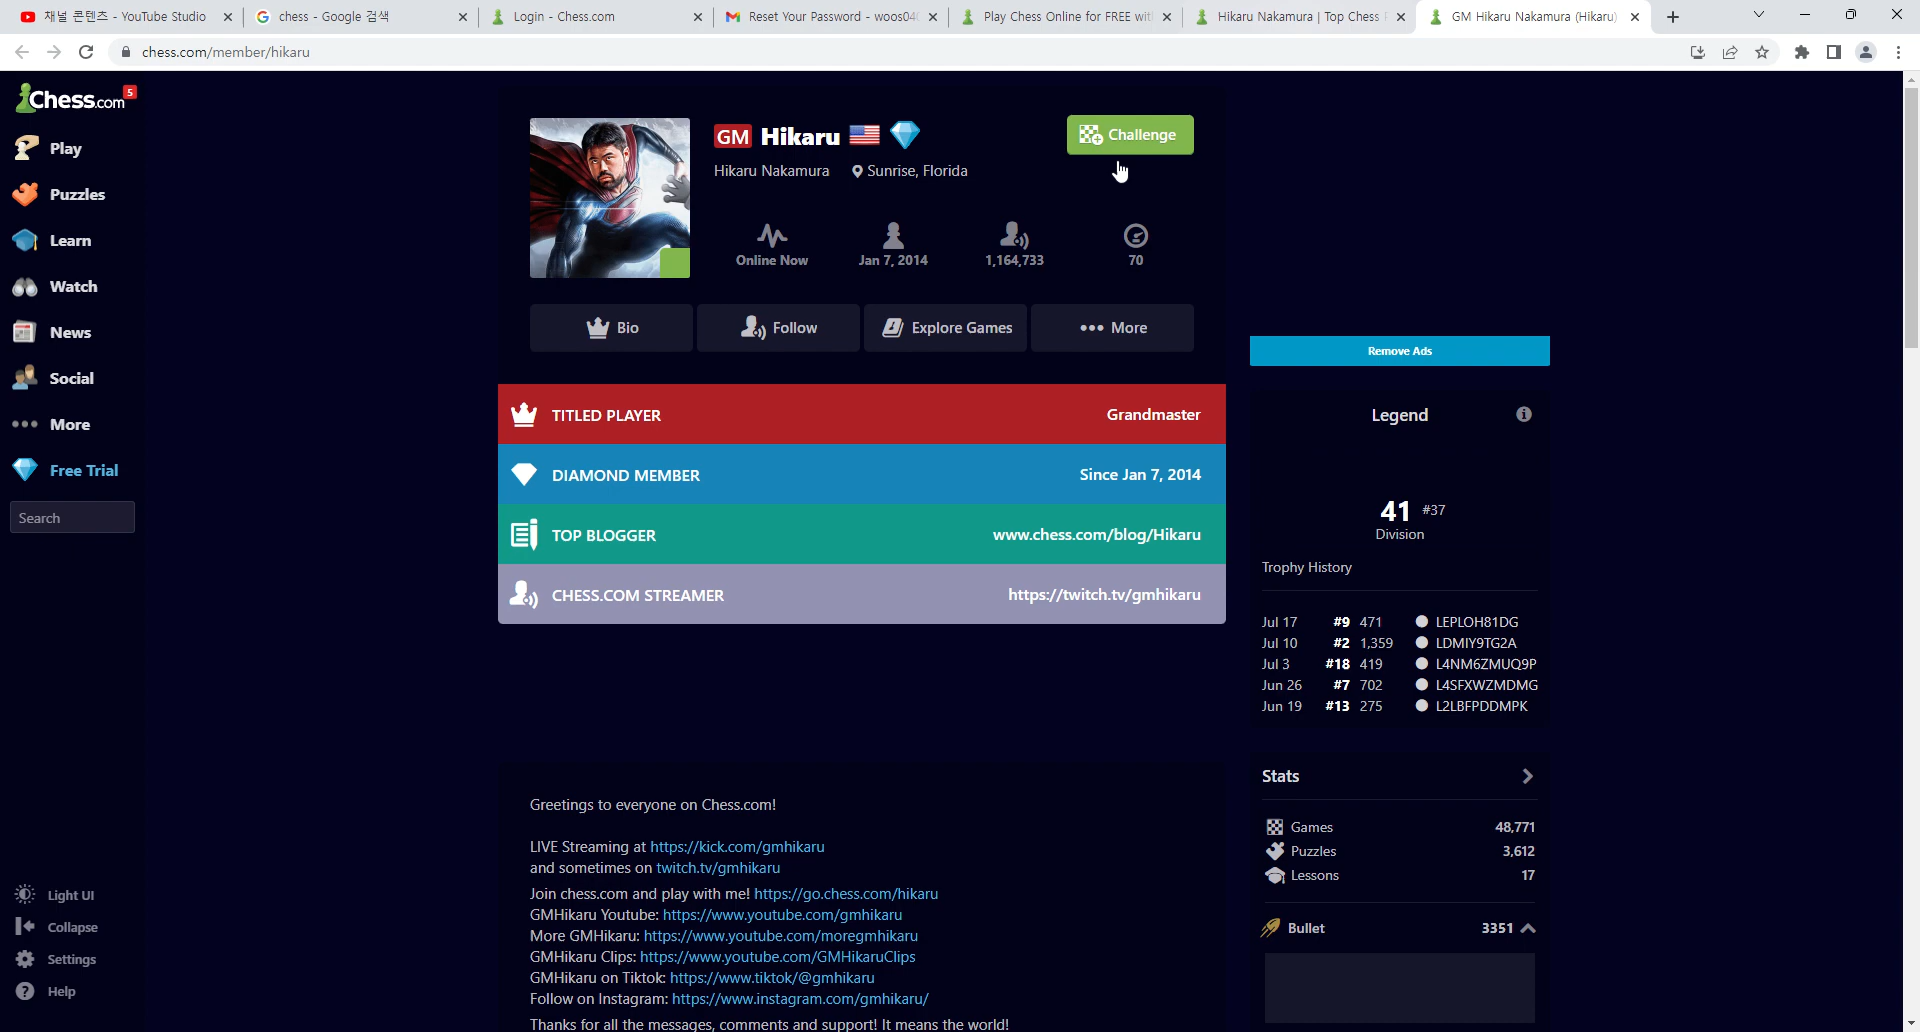 채널 콘텐츠 - YouTube Studio
chess - Google 검색
Login - Chess.com
Reset Your Password - woos04
Play Chess Online for FREE wit
Hikaru Nakamura | Top Chess
GM Hikaru Nakamura (Hikaru)
chess.com/member/hikaru
Chess.com
5
Play
Puzzles
Learn
Watch
News
Social
More
Free Trial
Search
Light UI
Collapse
Settings
Help
GM Hikaru
Hikaru Nakamura Sunrise, Florida
Challenge
Online Now
Jan 7, 2014
1,164,733
70
Bio
Follow
Explore Games
More
TITLED PLAYER Grandmaster
DIAMOND MEMBER Since Jan 7, 2014
TOP BLOGGER www.chess.com/blog/Hikaru
CHESS.COM STREAMER https://twitch.tv/gmhikaru
Greetings to everyone on Chess.com!
LIVE Streaming at https://kick.com/gmhikaru
and sometimes on twitch.tv/gmhikaru
Join chess.com and play with me! https://go.chess.com/hikaru
GMHikaru Youtube: https://www.youtube.com/gmhikaru
More GMHikaru: https://www.youtube.com/moregmhikaru
GMHikaru Clips: https://www.youtube.com/GMHikaruClips
GMHikaru on Tiktok: https://www.tiktok/@gmhikaru
Follow on Instagram: https://www.instagram.com/gmhikaru/
Thanks for all the messages, comments and support! It means the world!
Remove Ads
Legend
41 #37
Division
Trophy History
Jul 17 #9 471 LEPLOH81DG
Jul 10 #2 1,359 LDMIY9TG2A
Jul 3 #18 419 L4NM6ZMUQ9P
Jun 26 #7 702 L4SFXWZMDMG
Jun 19 #13 275 L2LBFPDDMPK
Stats
Games 48,771
Puzzles 3,612
Lessons 17
Bullet 3351